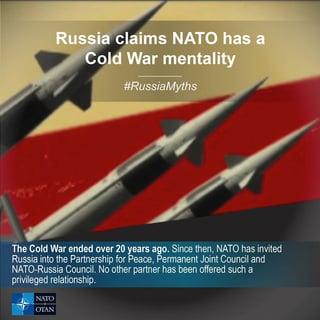 Russia claims NATO has a
Cold War mentality
#RussiaMyths
The Cold War ended over 20 years ago. Since then, NATO has invited
Russia into the Partnership for Peace, Permanent Joint Council and
NATO-Russia Council. No other partner has been offered such a
privileged relationship.
NATO
OTAN